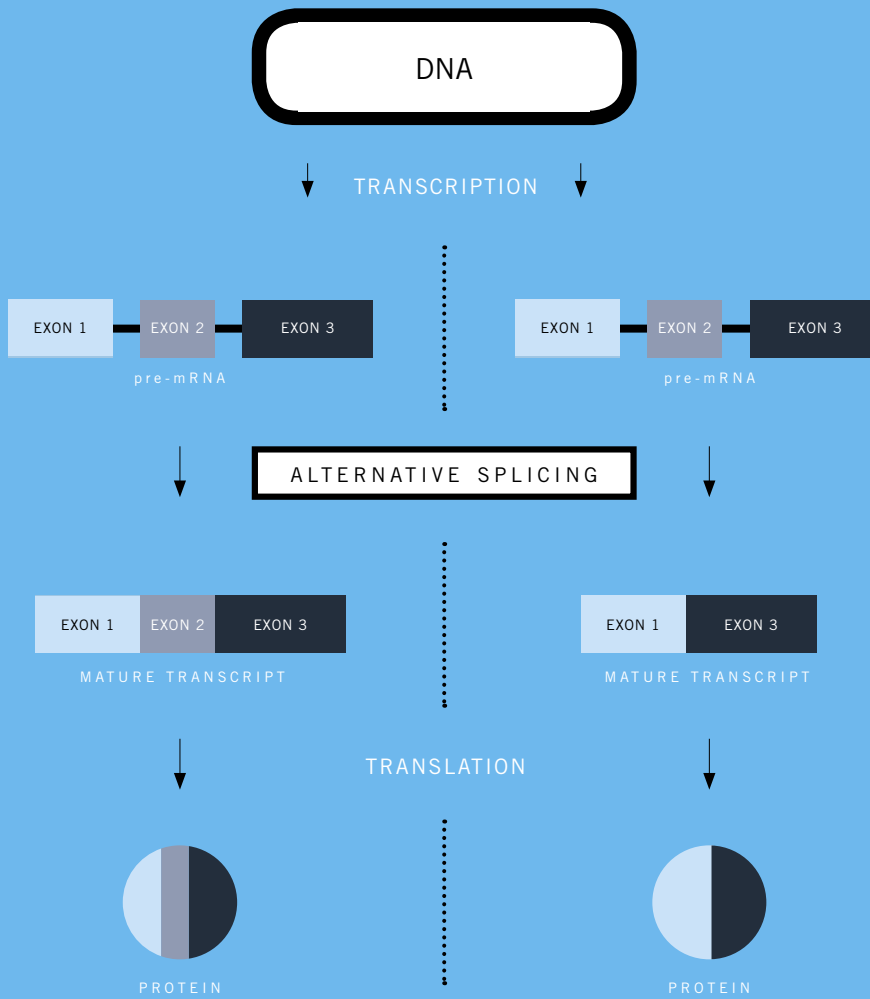 DNA
TRANSCRIPTION
EXON 1 EXON 2 EXON 3
pre-mRNA
EXON 1 EXON 2 EXON 3
pre-mRNA
ALTERNATIVE SPLICING
EXON 1 EXON 2 EXON 3
MATURE TRANSCRIPT
EXON 1 EXON 3
MATURE TRANSCRIPT
TRANSLATION
PROTEIN
PROTEIN